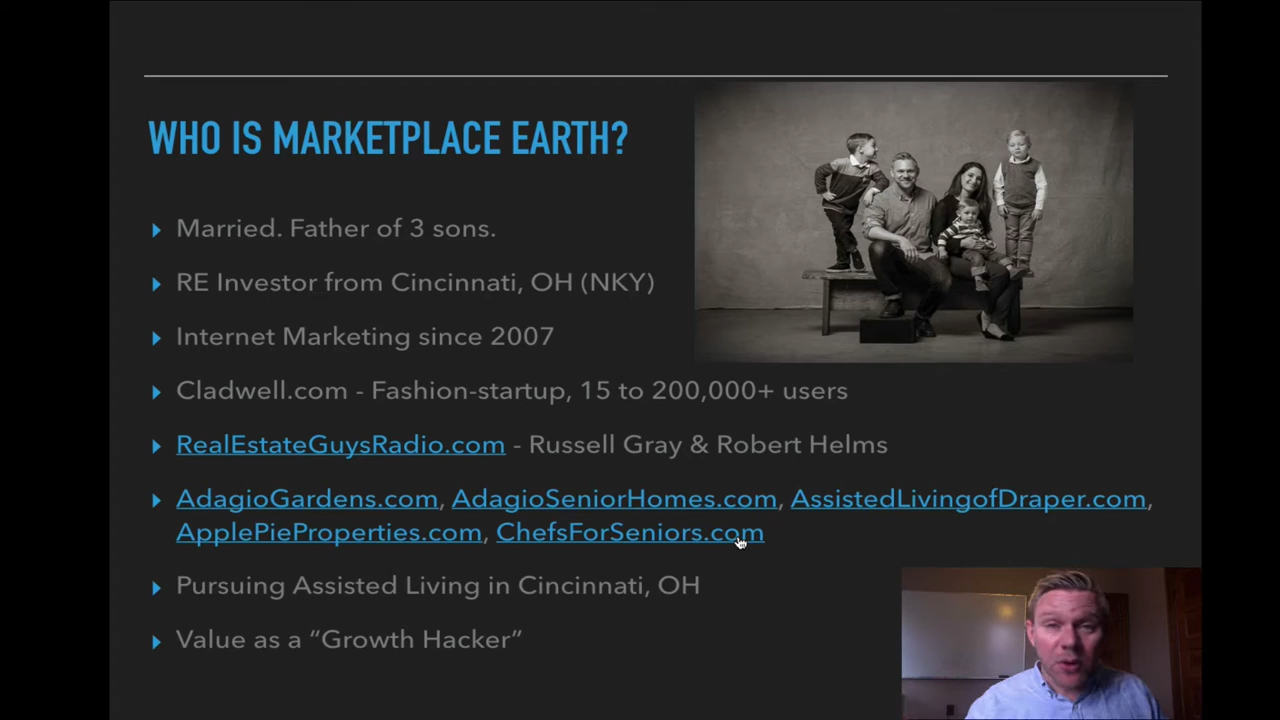 WHO IS MARKETPLACE EARTH?
Married. Father of 3 sons.
RE Investor from Cincinnati, OH (NKY)
Internet Marketing since 2007
Cladwell.com - Fashion-startup, 15 to 200,000+ users
RealEstateGuysRadio.com - Russell Gray & Robert Helms
AdagioGardens.com, AdagioSeniorHomes.com, AssistedLivingofDraper.com,
ApplePieProperties.com, ChefsForSeniors.com
Pursuing Assisted Living in Cincinnati, OH
Value as a “Growth Hacker”